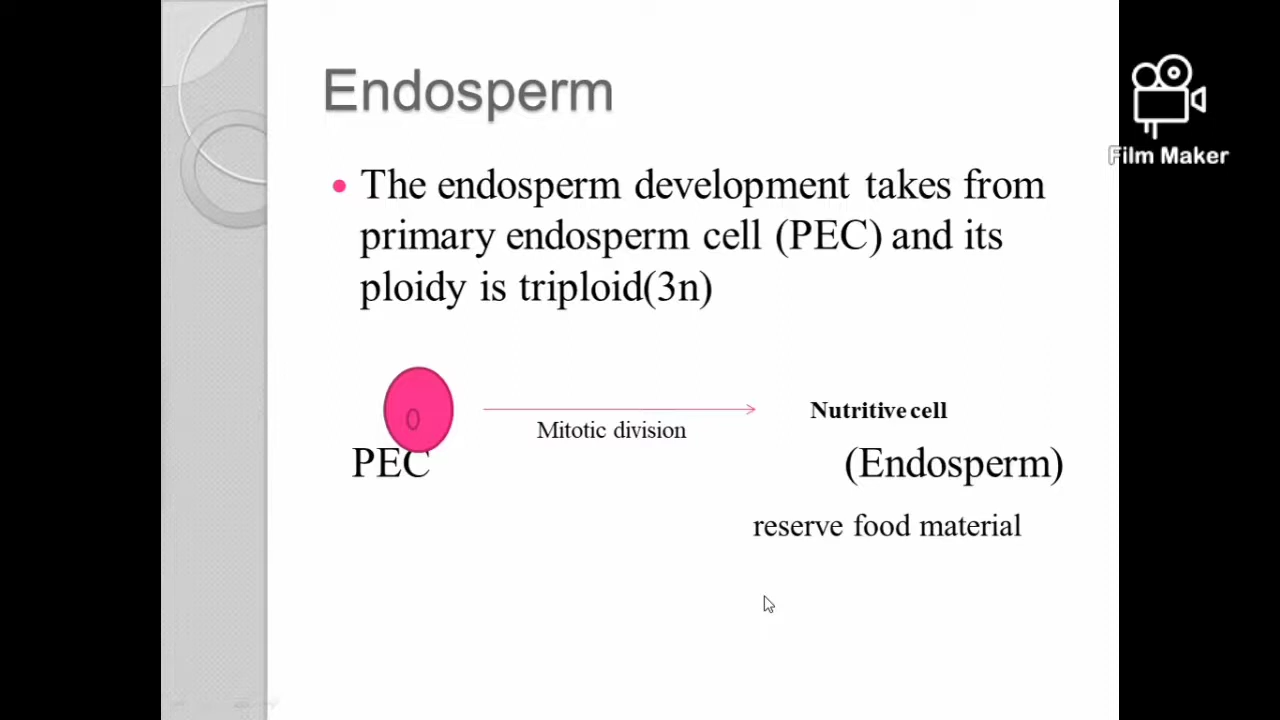 Endosperm
Film Maker
• The endosperm development takes from
primary endosperm cell (PEC) and its
ploidy is triploid(3n)
0
Mitotic division
Nutritive cell
PEC
(Endosperm)
reserve food material